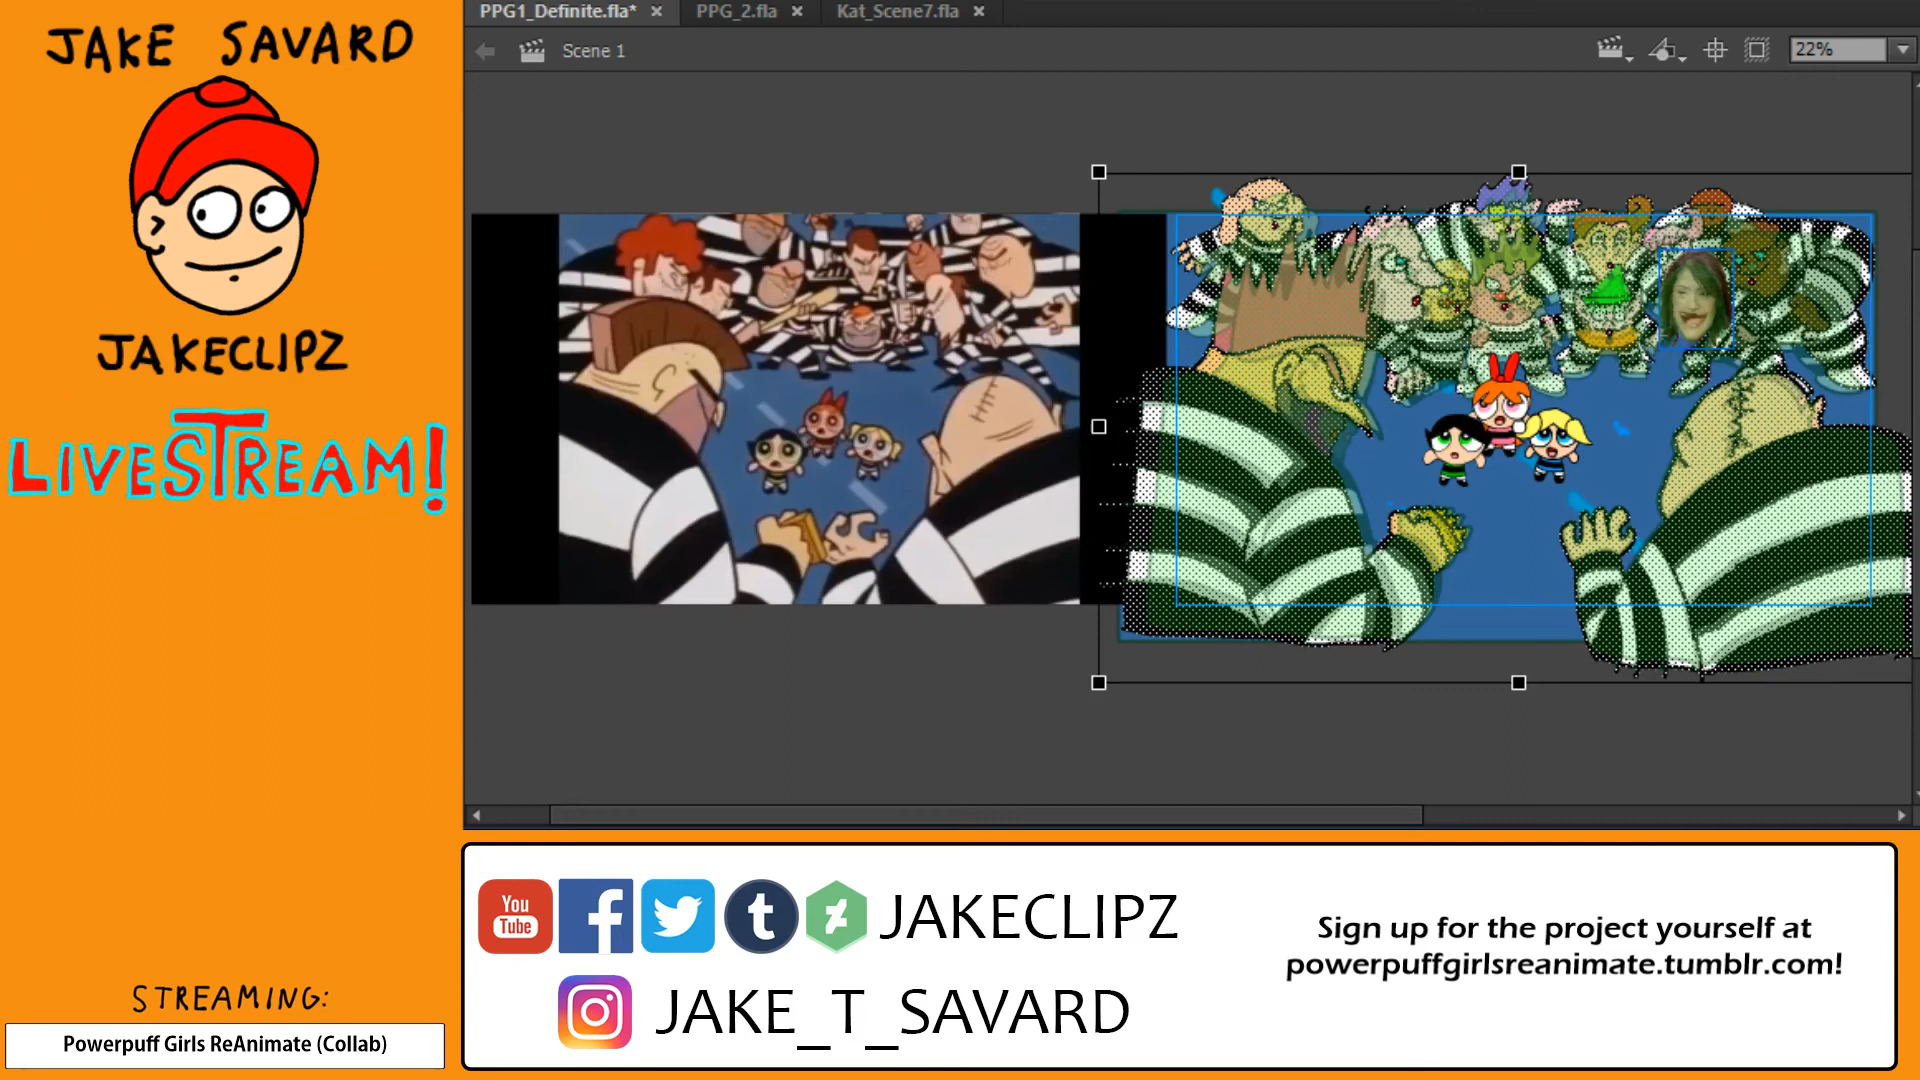 JAKE SAVARD
JAKECLIPZ
LIVESTREAM!
STREAMING:
Powerpuff Girls ReAnimate (Collab)
PPG1_Definite.fla* PPG_2.fla Kat_Scene7.fla
Scene 1
22%
You
Tube
f
t
JAKECLIPZ
JAKE_T_SAVARD
Sign up for the project yourself at
powerpuffgirlsreanimate.tumblr.com!